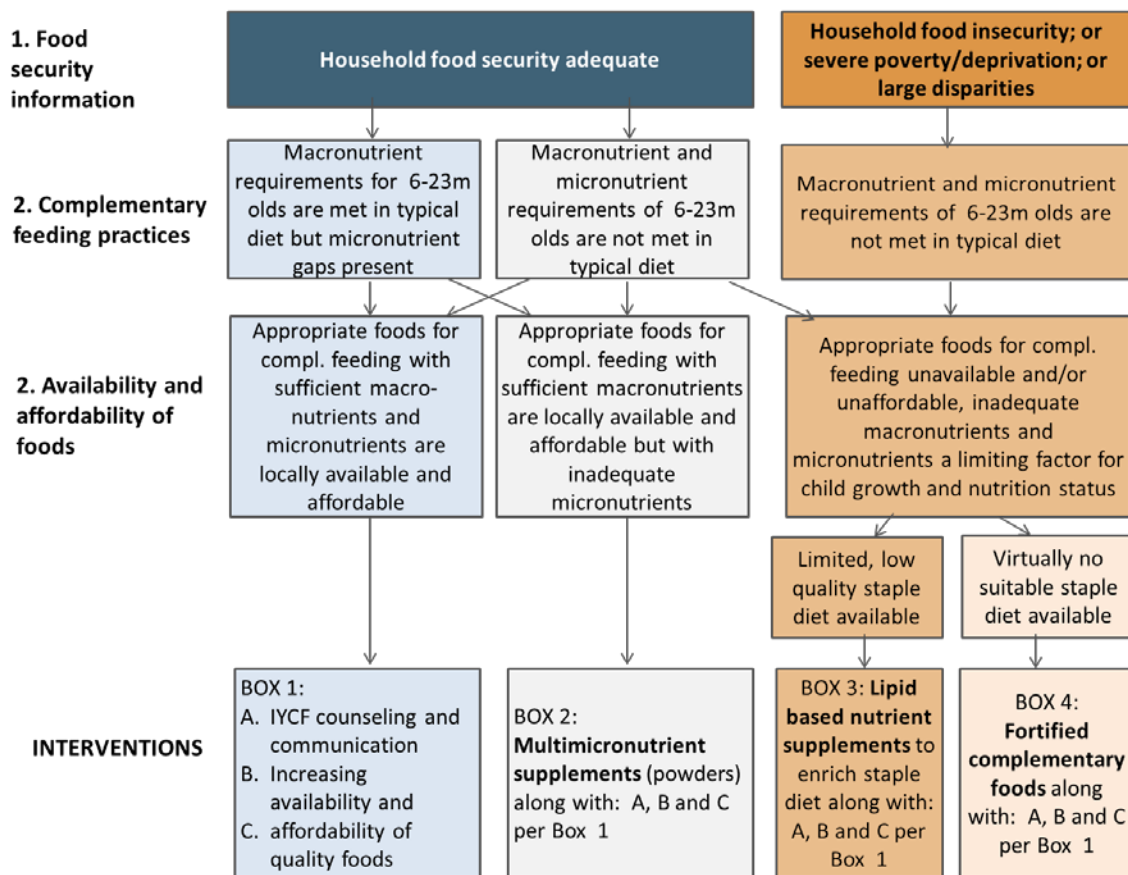 1. Food
security
information
Household food security adequate
Household food insecurity; or
severe poverty/deprivation; or
large disparities
2. Complementary
feeding practices
Macronutrient
requirements for 6-23m
olds are met in typical
diet but micronutrient
gaps present
Macronutrient and
micronutrient
requirements of 6-23m
olds are not met in
typical diet
Macronutrient and micronutrient
requirements of 6-23m olds are
not met in typical diet
2. Availability and
affordability of
foods
Appropriate foods for
compl. feeding with
sufficient macro-
nutrients and
micronutrients are
locally available and
affordable
Appropriate foods for
compl. feeding with
sufficient macronutrients
are locally available and
affordable but with
inadequate
micronutrients
Appropriate foods for compl.
feeding unavailable and/or
unaffordable, inadequate
macronutrients and
micronutrients a limiting factor for
child growth and nutrition status
Limited, low
quality staple
diet available
Virtually no
suitable staple
diet available
INTERVENTIONS
BOX 1:
A. IYCF counseling and
communication
B. Increasing
availability and
C. affordability of
quality foods
BOX 2:
Multimicronutrient
supplements (powders)
along with: A, B and C
per Box 1
BOX 3: Lipid
based nutrient
supplements to
enrich staple
diet along with:
A, B and C per
Box 1
BOX 4:
Fortified
complementary
foods along
with: A, B and C
per Box 1